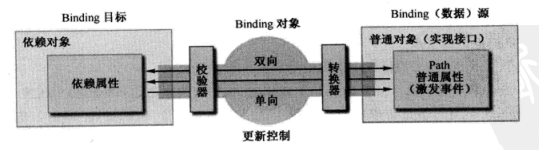 Binding 目标
Binding 对象
Binding（数据）源
依赖对象
普通对象（实现接口）
依赖属性
校验器
双向
单向
转换器
Path
普通属性
（激发事件）
更新控制